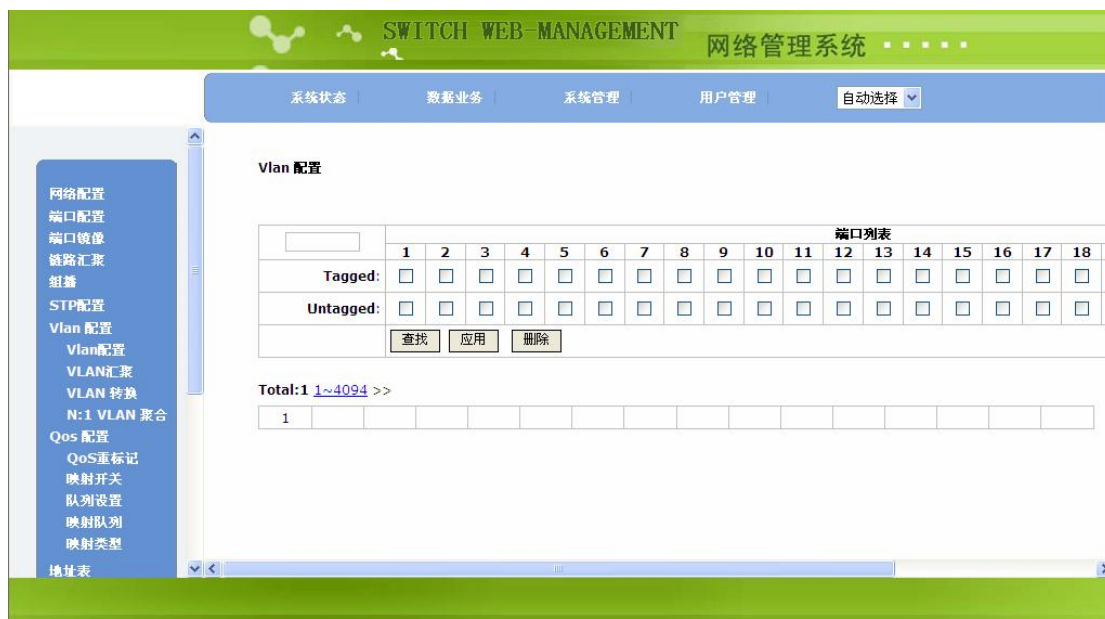 SWITCH WEB-MANAGEMENT
网络管理系统
系统状态 数据业务 系统管理 用户管理 自动选择
网络配置
端口配置
端口镜像
链路汇聚
组播
STP配置
Vlan 配置
Vlan配置
VLAN汇聚
VLAN 转换
N:1 VLAN 聚合
Qos 配置
QoS重标记
映射开关
队列设置
映射队列
映射类型
地址表
Vlan 配置
端口列表
1 2 3 4 5 6 7 8 9 10 11 12 13 14 15 16 17 18
Tagged:
Untagged:
查找 应用 删除
Total:1 1~4094 >>
1